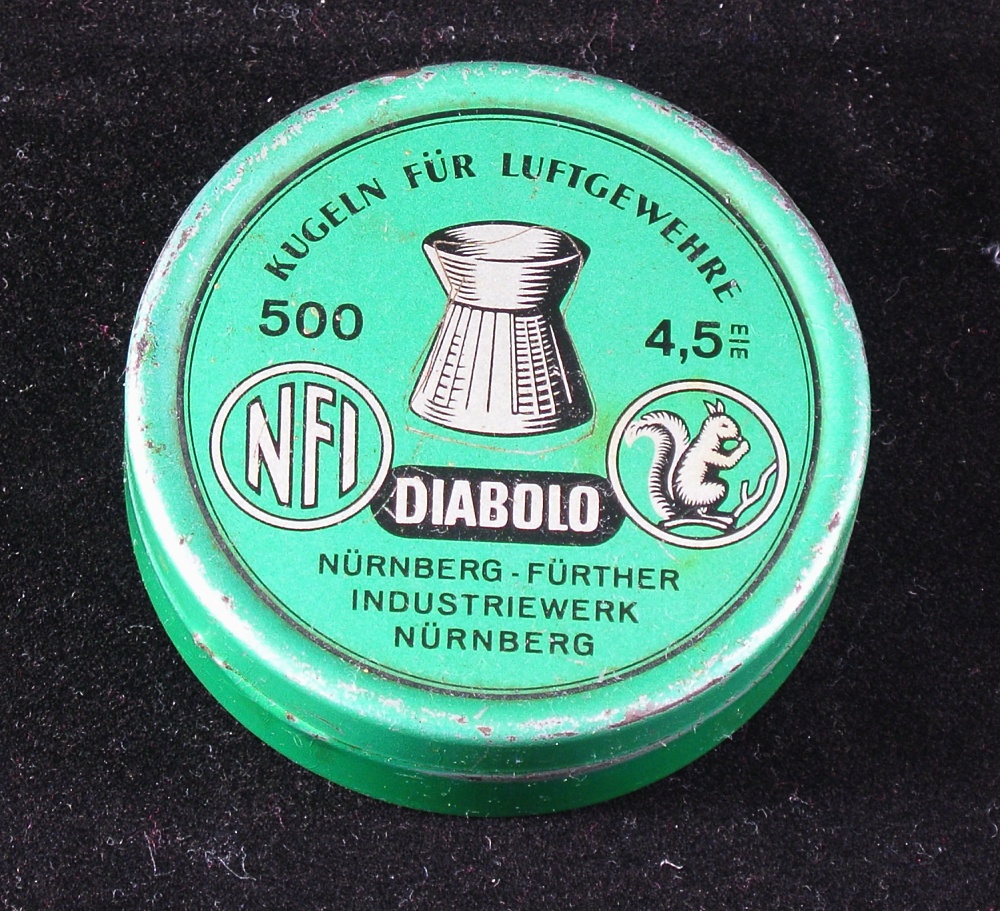 KUGELN FÜR LUFTGEWEHRE
500
4,5
NFI
DIABOLO
NÜRNBERG - FÜRTHER
INDUSTRIEWERK
NÜRNBERG